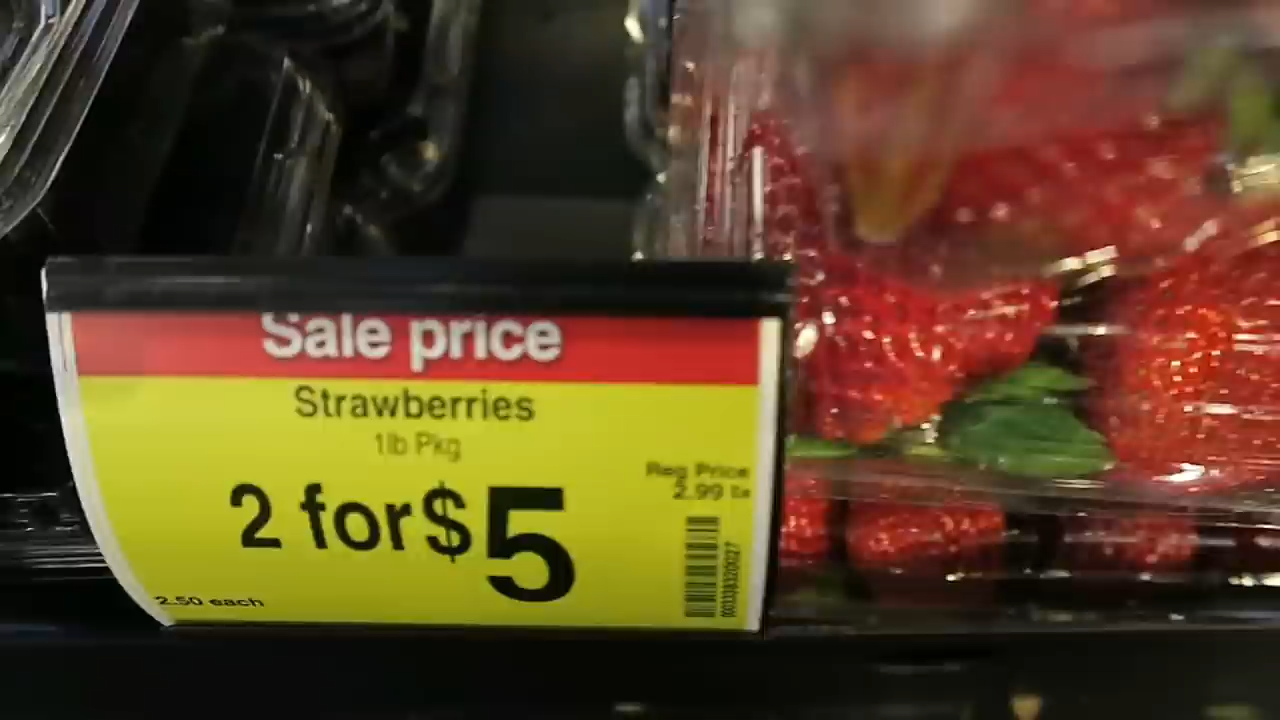 Sale price
Strawberries
1lb Pkg
Reg Price
2.99
2 for $5
2.50 each